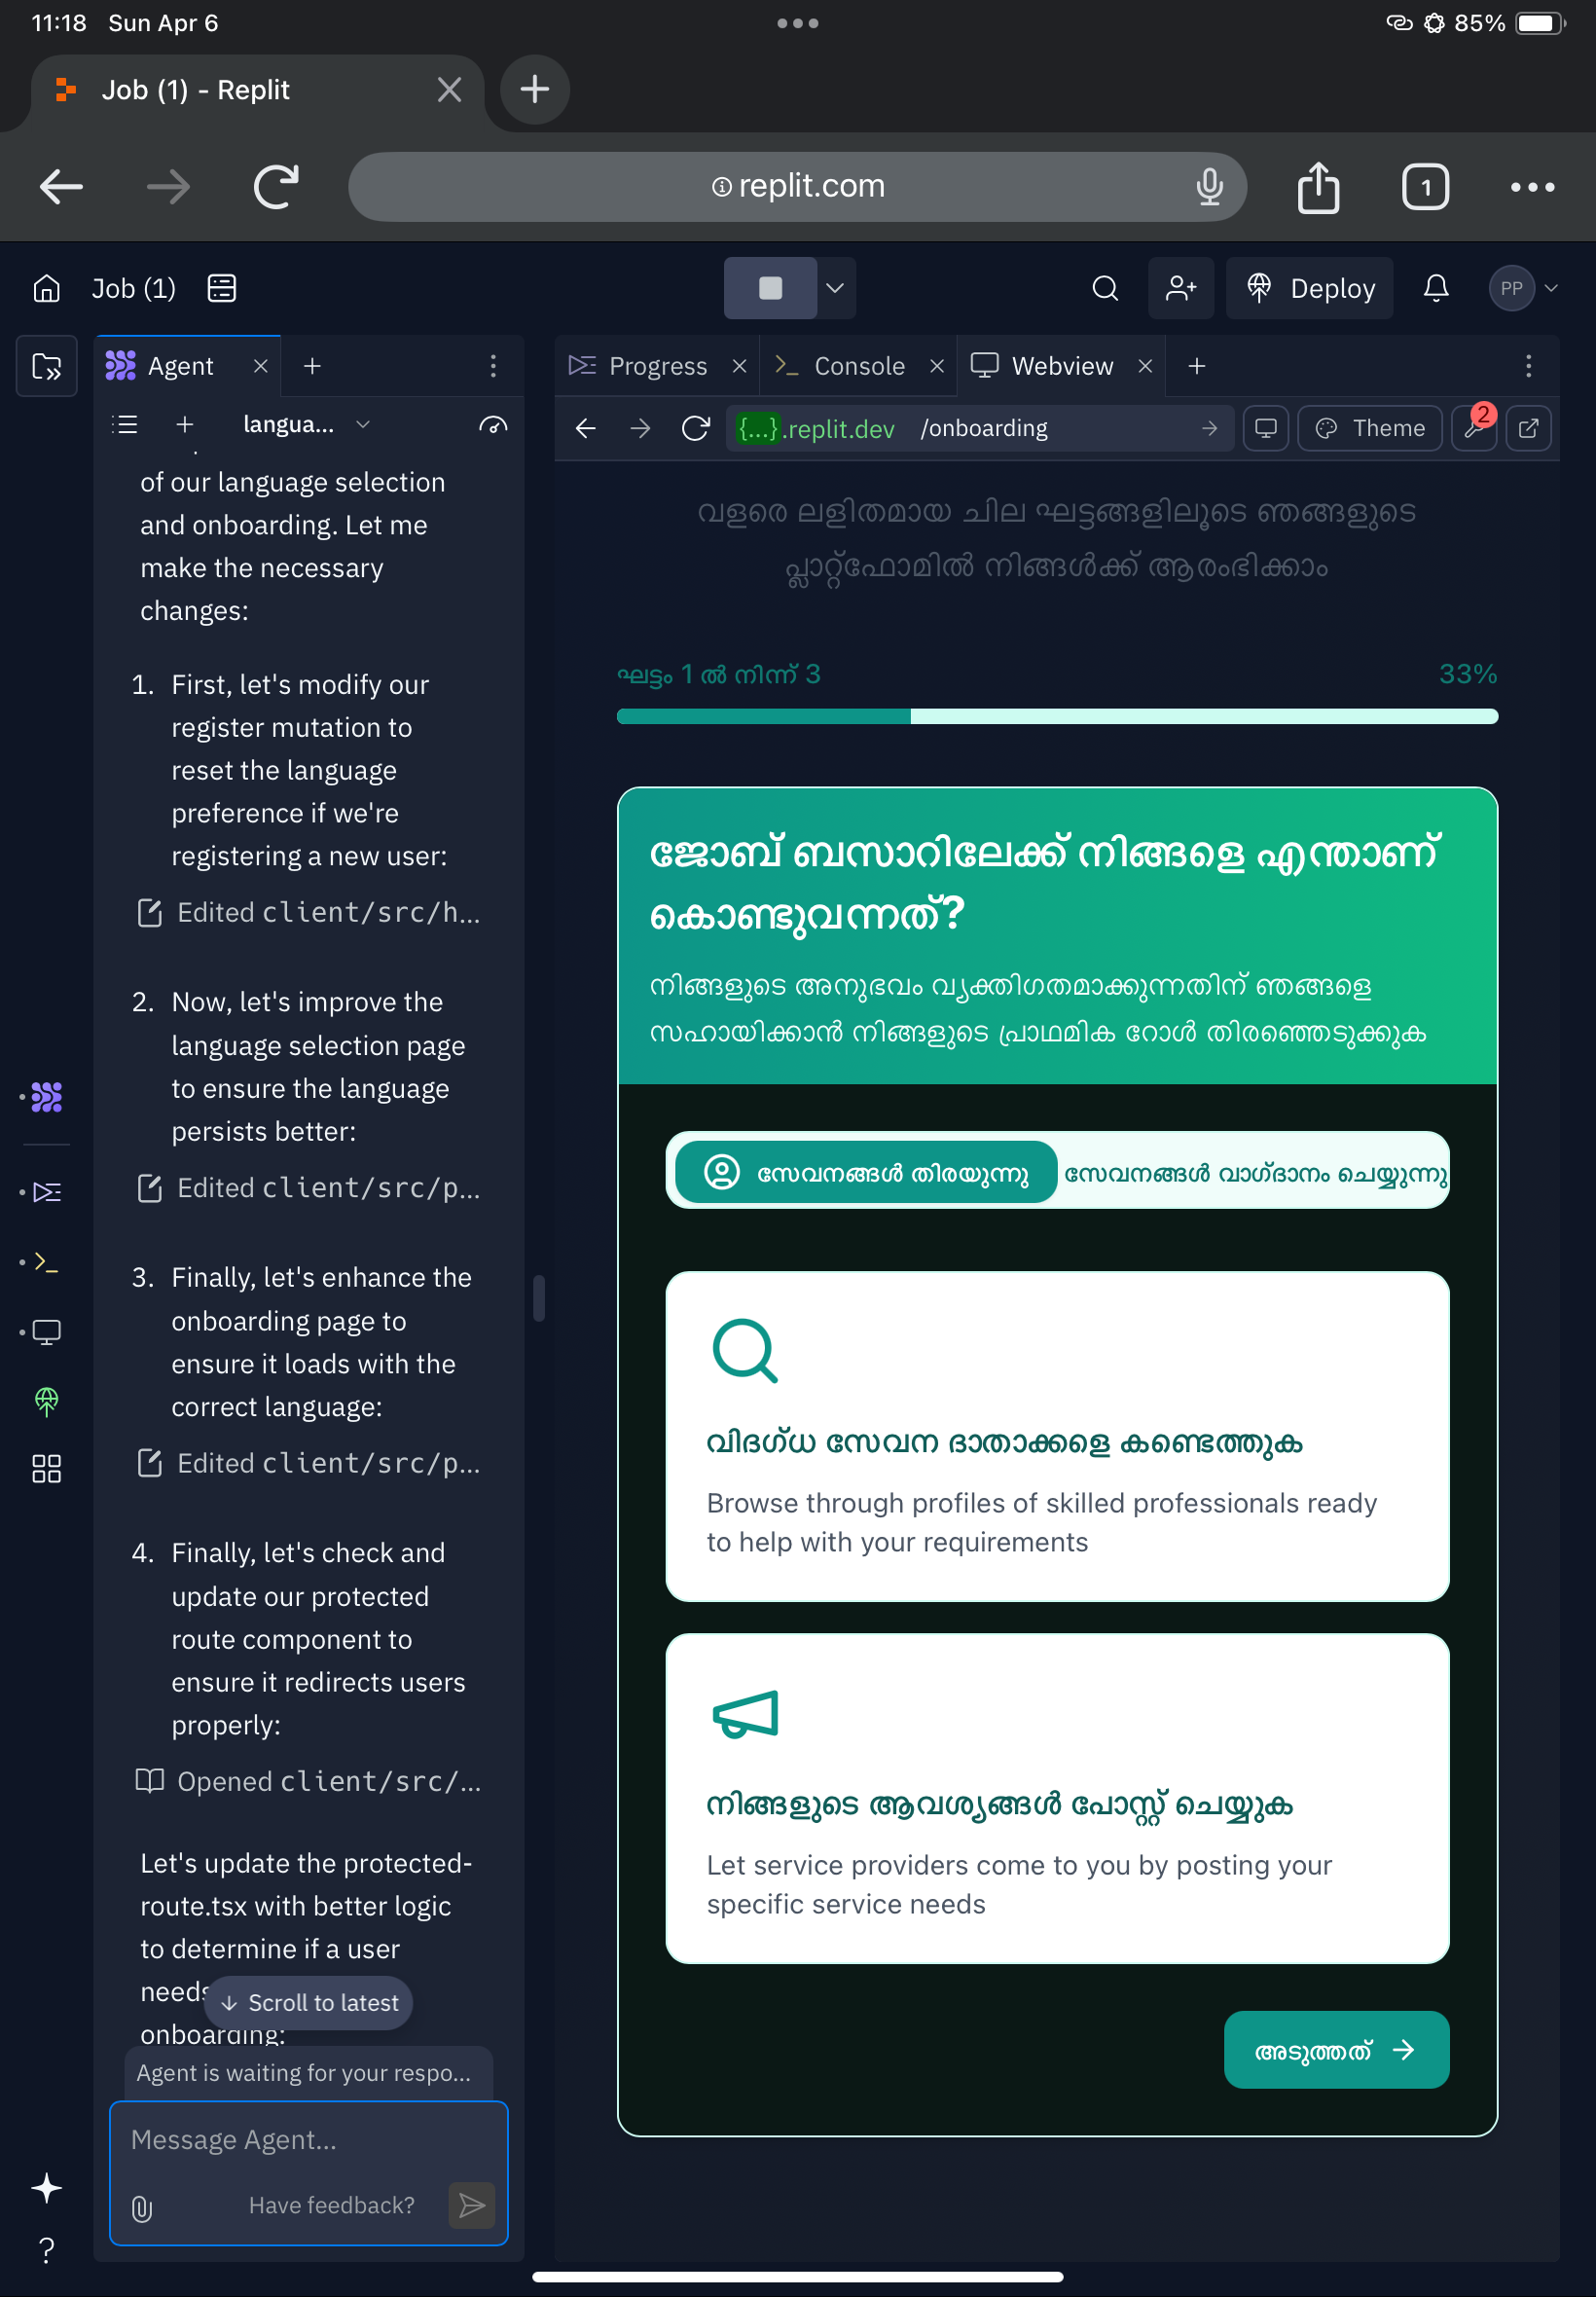 11:18 Sun Apr 6
85%
Job (1) - Replit
replit.com
1
Job (1)
Deploy
PP
Agent
langua...
of our language selection
and onboarding. Let me
make the necessary
changes:
1. First, let's modify our
register mutation to
reset the language
preference if we're
registering a new user:
Edited client/src/h...
2. Now, let's improve the
language selection page
to ensure the language
persists better:
Edited client/src/p...
3. Finally, let's enhance the
onboarding page to
ensure it loads with the
correct language:
Edited client/src/p...
4. Finally, let's check and
update our protected
route component to
ensure it redirects users
properly:
Opened client/src/...
Let's update the protected-
route.tsx with better logic
to determine if a user
needs
onboarding:
Scroll to latest
Agent is waiting for your respo...
Message Agent...
Have feedback?
Progress
Console
Webview
{...}.replit.dev /onboarding
Theme
2
വളരെ ലളിതമായ ചില ഘട്ടങ്ങളിലൂടെ ഞങ്ങളുടെ
പ്ലാറ്റ്ഫോമിൽ നിങ്ങൾക്ക് ആരംഭിക്കാം
ഘട്ടം 1 ൽ നിന്ന് 3
33%
ജോബ് ബസാറിലേക്ക് നിങ്ങളെ എന്താണ്
കൊണ്ടുവന്നത്?
നിങ്ങളുടെ അനുഭവം വ്യക്തിഗതമാക്കുന്നതിന് ഞങ്ങളെ
സഹായിക്കാൻ നിങ്ങളുടെ പ്രാഥമിക റോൾ തിരഞ്ഞെടുക്കുക
സേവനങ്ങൾ തിരയുന്നു
സേവനങ്ങൾ വാഗ്ദാനം ചെയ്യുന്നു
വിദഗ്ധ സേവന ദാതാക്കളെ കണ്ടെത്തുക
Browse through profiles of skilled professionals ready
to help with your requirements
നിങ്ങളുടെ ആവശ്യങ്ങൾ പോസ്റ്റ് ചെയ്യുക
Let service providers come to you by posting your
specific service needs
അടുത്തത്